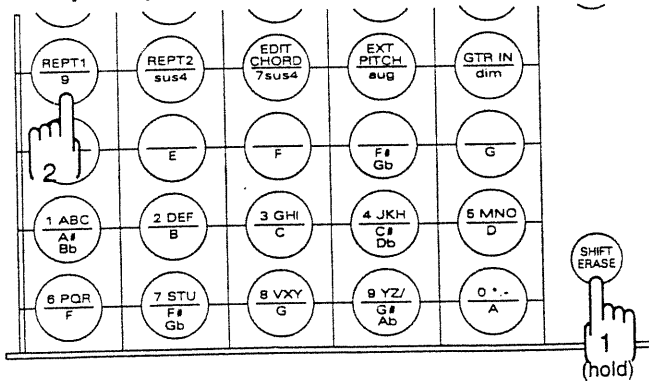 REPT1
9
REPT2
sus4
EDIT
CHORD
7sus4
EXT
PITCH
aug
GTR IN
dim
2
E
F
F#
Gb
G
1 ABC
A#
Bb
2 DEF
B
3 GHI
C
4 JKH
C#
Db
5 MNO
D
SHIFT
ERASE
6 PQR
F
7 STU
F#
Gb
8 VXY
G
9 YZ/
G#
Ab
0 *.-
A
1
(hold)